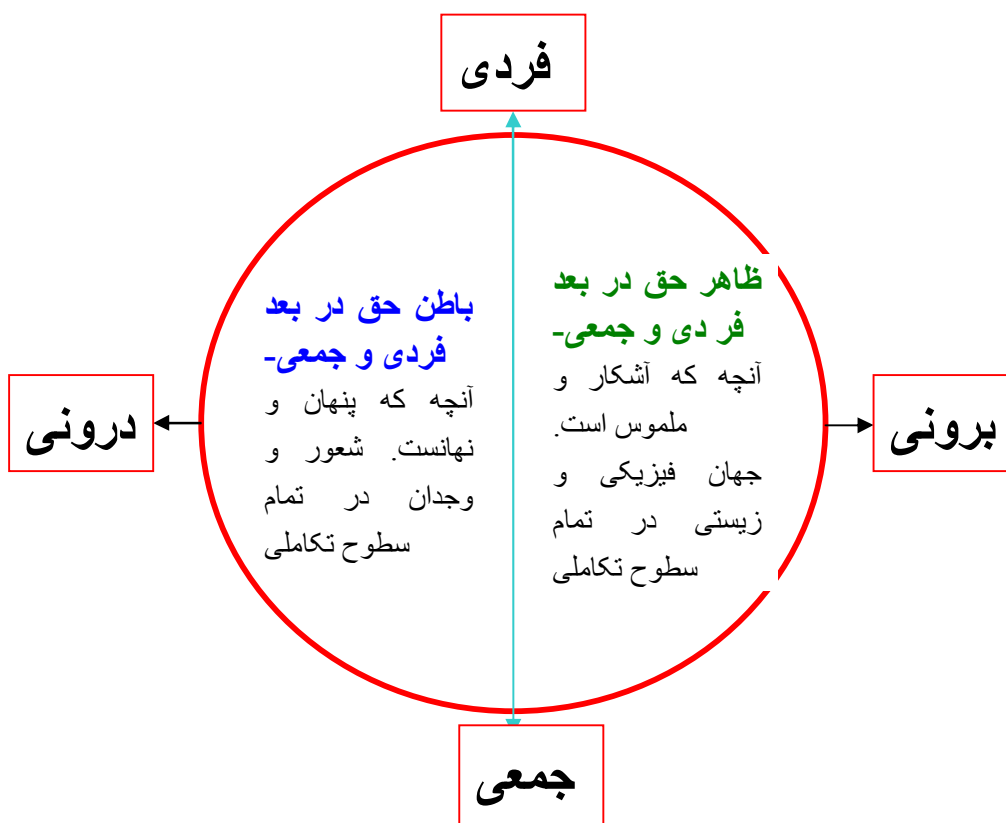 فردی
ظاهر حق در بعد
فر دی و جمعی-
آنچه که آشکار و
ملموس است.
جهان فیزیکی و
زیستی در تمام
سطوح تکاملی
باطن حق در بعد
فردی و جمعی-
آنچه که پنهان و
نهانست. شعور و
وجدان در تمام
سطوح تکاملی
برونی
درونی
جمعی